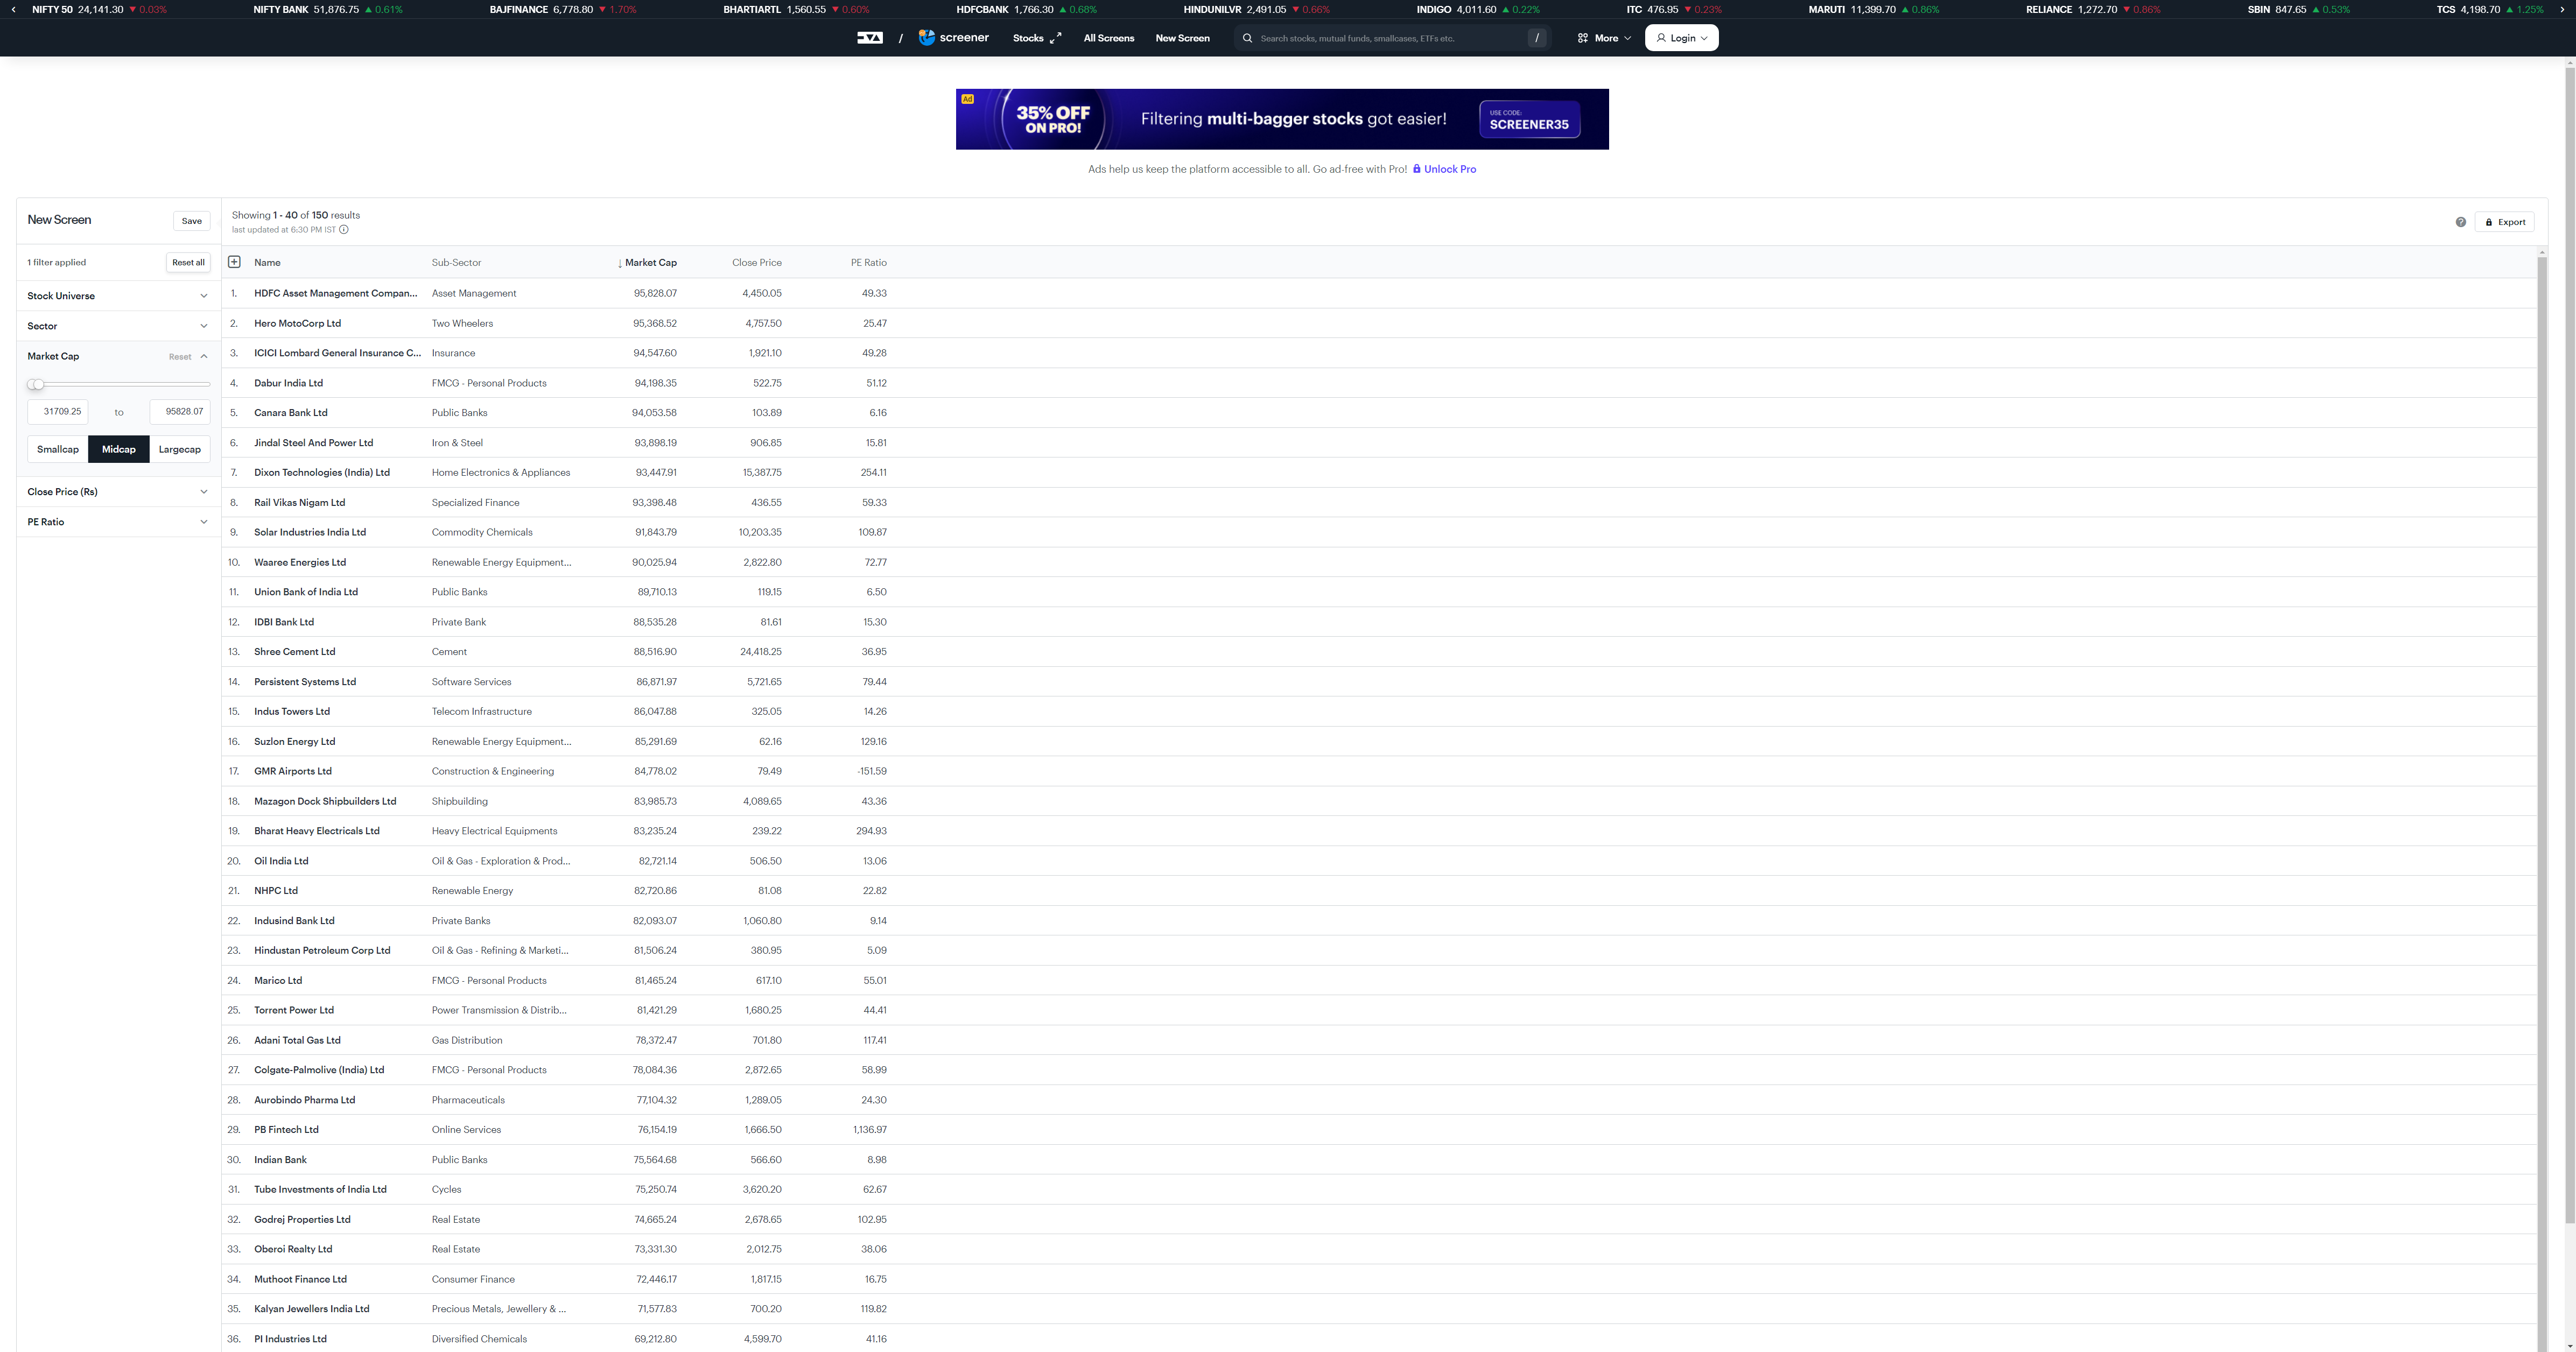 NIFTY 50 24,141.30 ▼ 0.03% NIFTY BANK 51,876.75 ▲ 0.61% BAJFINANCE 6,778.80 ▼ 1.70% BHARTIARTL 1,560.55 ▼ 0.60% HDFCBANK 1,766.30 ▲ 0.68% HINDUNILVR 2,491.05 ▼ 0.66% INDIGO 4,011.60 ▲ 0.22% ITC 476.95 ▼ 0.23% MARUTI 11,399.70 ▲ 0.86% RELIANCE 1,272.70 ▼ 0.86% SBIN 847.65 ▲ 0.53% TCS 4,198.70 ▲ 1.25%
/ screener Stocks All Screens New Screen Search stocks, mutual funds, smallcases, ETFs etc. / More Login
Ad
35% OFF
ON PRO!
Filtering multi-bagger stocks got easier!
USE CODE:
SCREENER35
Ads help us keep the platform accessible to all. Go ad-free with Pro! Unlock Pro
New Screen Save
1 filter applied Reset all
Stock Universe
Sector
Market Cap Reset
31709.25 to 95828.07
Smallcap Midcap Largecap
Close Price (Rs)
PE Ratio
Showing 1 - 40 of 150 results
last updated at 6:30 PM IST
Export
Name Sub-Sector ↓ Market Cap Close Price PE Ratio
1. HDFC Asset Management Compan... Asset Management 95,828.07 4,450.05 49.33
2. Hero MotoCorp Ltd Two Wheelers 95,368.52 4,757.50 25.47
3. ICICI Lombard General Insurance C... Insurance 94,547.60 1,921.10 49.28
4. Dabur India Ltd FMCG - Personal Products 94,198.35 522.75 51.12
5. Canara Bank Ltd Public Banks 94,053.58 103.89 6.16
6. Jindal Steel And Power Ltd Iron & Steel 93,898.19 906.85 15.81
7. Dixon Technologies (India) Ltd Home Electronics & Appliances 93,447.91 15,387.75 254.11
8. Rail Vikas Nigam Ltd Specialized Finance 93,398.48 436.55 59.33
9. Solar Industries India Ltd Commodity Chemicals 91,843.79 10,203.35 109.87
10. Waaree Energies Ltd Renewable Energy Equipment... 90,025.94 2,822.80 72.77
11. Union Bank of India Ltd Public Banks 89,710.13 119.15 6.50
12. IDBI Bank Ltd Private Bank 88,535.28 81.61 15.30
13. Shree Cement Ltd Cement 88,516.90 24,418.25 36.95
14. Persistent Systems Ltd Software Services 86,871.97 5,721.65 79.44
15. Indus Towers Ltd Telecom Infrastructure 86,047.88 325.05 14.26
16. Suzlon Energy Ltd Renewable Energy Equipment... 85,291.69 62.16 129.16
17. GMR Airports Ltd Construction & Engineering 84,778.02 79.49 -151.59
18. Mazagon Dock Shipbuilders Ltd Shipbuilding 83,985.73 4,089.65 43.36
19. Bharat Heavy Electricals Ltd Heavy Electrical Equipments 83,235.24 239.22 294.93
20. Oil India Ltd Oil & Gas - Exploration & Prod... 82,721.14 506.50 13.06
21. NHPC Ltd Renewable Energy 82,720.86 81.08 22.82
22. Indusind Bank Ltd Private Banks 82,093.07 1,060.80 9.14
23. Hindustan Petroleum Corp Ltd Oil & Gas - Refining & Marketi... 81,506.24 380.95 5.09
24. Marico Ltd FMCG - Personal Products 81,465.24 617.10 55.01
25. Torrent Power Ltd Power Transmission & Distrib... 81,421.29 1,680.25 44.41
26. Adani Total Gas Ltd Gas Distribution 78,372.47 701.80 117.41
27. Colgate-Palmolive (India) Ltd FMCG - Personal Products 78,084.36 2,872.65 58.99
28. Aurobindo Pharma Ltd Pharmaceuticals 77,104.32 1,289.05 24.30
29. PB Fintech Ltd Online Services 76,154.19 1,666.50 1,136.97
30. Indian Bank Public Banks 75,564.68 566.60 8.98
31. Tube Investments of India Ltd Cycles 75,250.74 3,620.20 62.67
32. Godrej Properties Ltd Real Estate 74,665.24 2,678.65 102.95
33. Oberoi Realty Ltd Real Estate 73,331.30 2,012.75 38.06
34. Muthoot Finance Ltd Consumer Finance 72,446.17 1,817.15 16.75
35. Kalyan Jewellers India Ltd Precious Metals, Jewellery & ... 71,577.83 700.20 119.82
36. PI Industries Ltd Diversified Chemicals 69,212.80 4,599.70 41.16